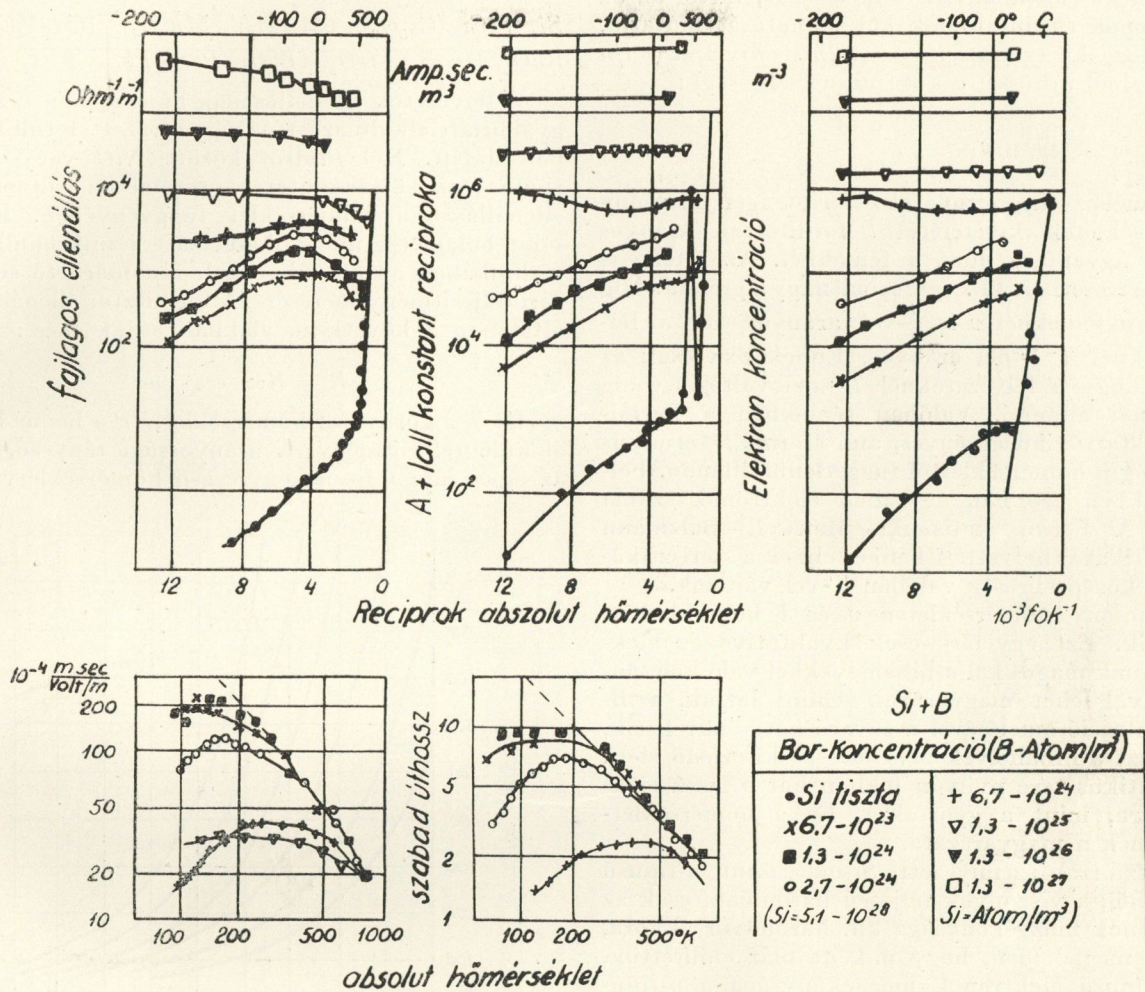 -200 -100 0 500
-200 -100 0 500
-200 -100 0° C
Ohm⁻¹m⁻¹
10⁴
10²
fajlagos ellenállás
12 8 4 0
Amp.sec.
m³
10⁶
10⁴
10²
A + lall konstant reciproka
12 8 4 0
m⁻³
Elektron koncentráció
12 8 4 0
10⁻³fok⁻¹
Reciprok abszolut hőmérséklet
10⁻⁴ m sec
Volt/m
200
100
50
20
10
100 200 500 1000
10
5
2
1
szabad úthossz
100 200 500°K
absolut hőmérséklet
Si+B
Bor-Koncentráció (B-Atom/m³)
Si tiszta
6,7-10²³
1,3-10²⁴
2,7-10²⁴
(Si=5,1-10²⁸
6,7-10²⁴
1,3-10²⁵
1,3-10²⁶
1,3-10²⁷
Si=Atom/m³)